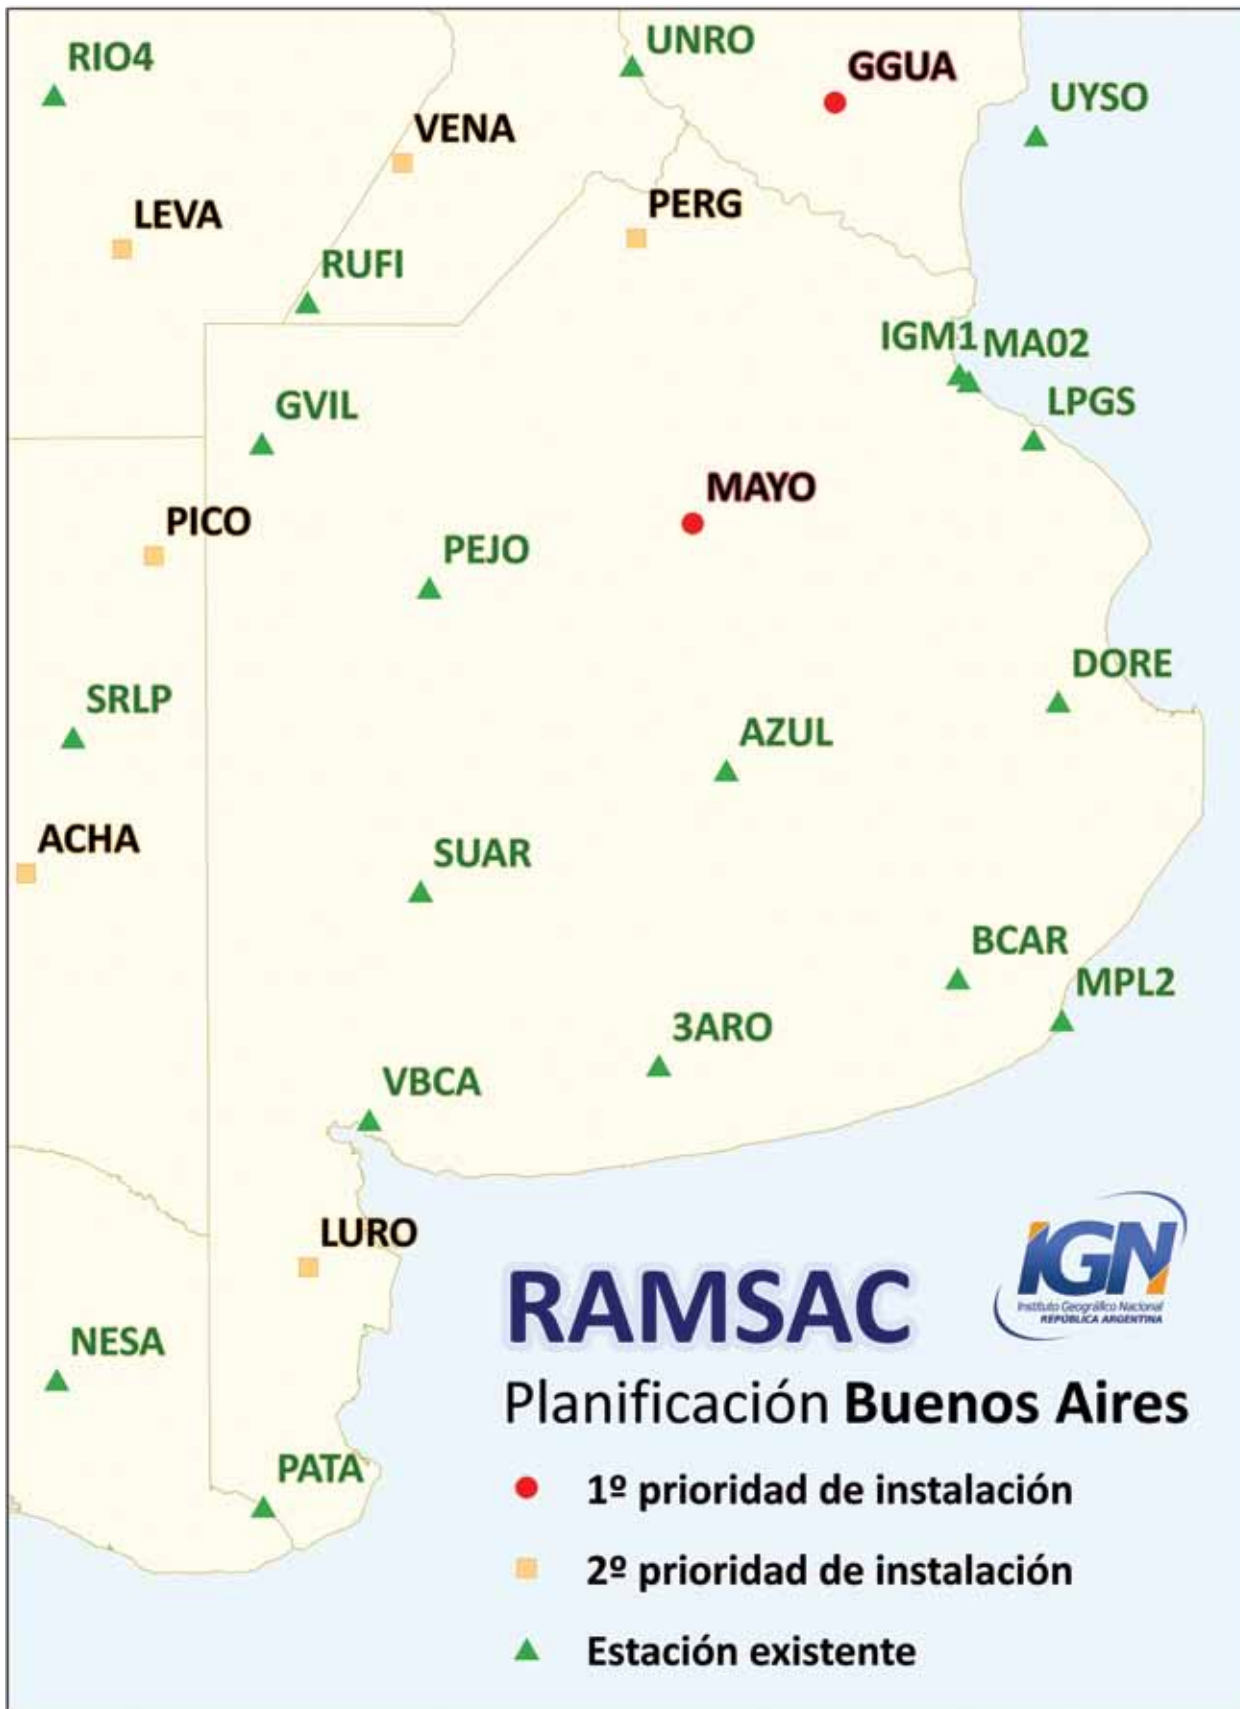 RIO4
UNRO
GGUA
UYSO
VENA
LEVA
PERG
RUFI
IGM1
MA02
LPGS
GVIL
MAYO
PICO
PEJO
DORE
SRLP
AZUL
ACHA
SUAR
BCAR
MPL2
3ARO
VBCA
LURO
IGN
Instituto Geográfico Nacional
REPÚBLICA ARGENTINA
RAMSAC
NESA
Planificación Buenos Aires
PATA
1º prioridad de instalación
2º prioridad de instalación
Estación existente